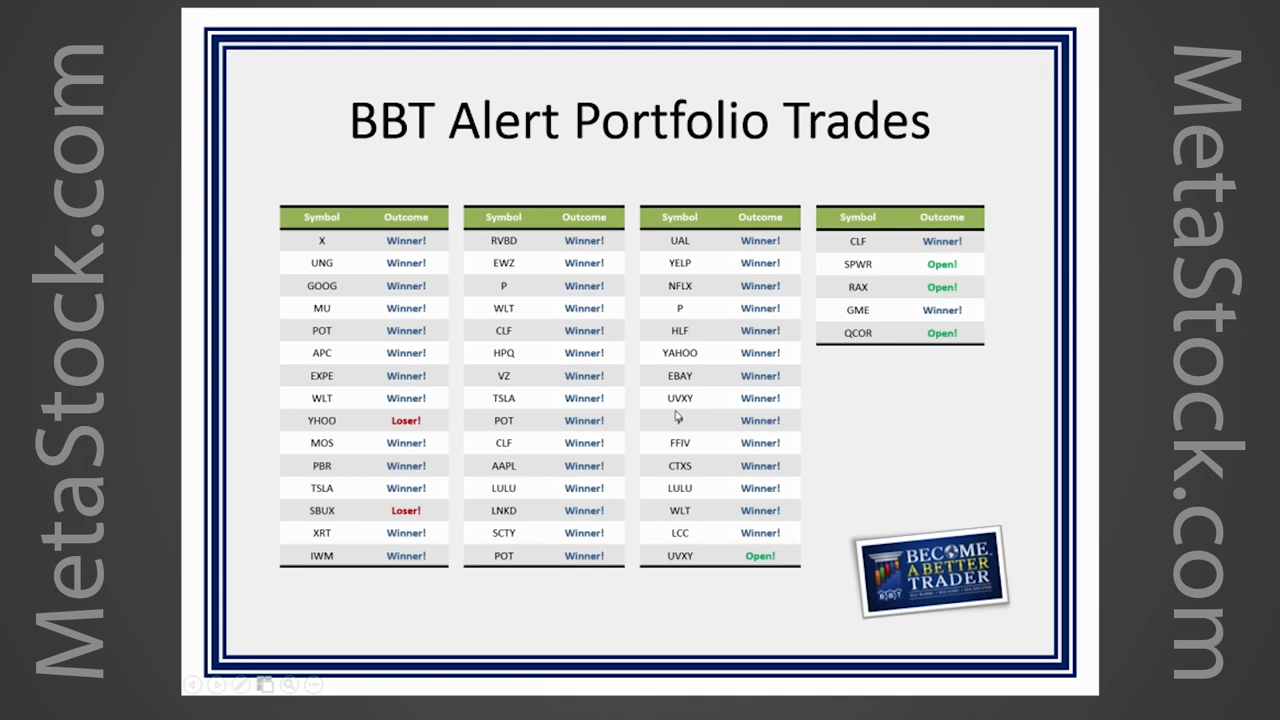 MetaStock.com
BBT Alert Portfolio Trades
Symbol Outcome
X Winner!
UNG Winner!
GOOG Winner!
MU Winner!
POT Winner!
APC Winner!
EXPE Winner!
WLT Winner!
YHOO Loser!
MOS Winner!
PBR Winner!
TSLA Winner!
SBUX Loser!
XRT Winner!
IWM Winner!
Symbol Outcome
RVBD Winner!
EWZ Winner!
P Winner!
WLT Winner!
CLF Winner!
HPQ Winner!
VZ Winner!
TSLA Winner!
POT Winner!
CLF Winner!
AAPL Winner!
LULU Winner!
LNKD Winner!
SCTY Winner!
POT Winner!
Symbol Outcome
UAL Winner!
YELP Winner!
NFLX Winner!
P Winner!
HLF Winner!
YAHOO Winner!
EBAY Winner!
UVXY Winner!
Winner!
FFIV Winner!
CTXS Winner!
LULU Winner!
WLT Winner!
LCC Winner!
UVXY Open!
Symbol Outcome
CLF Winner!
SPWR Open!
RAX Open!
GME Winner!
QCOR Open!
BECOME
A BETTER
TRADER
MetaStock.com